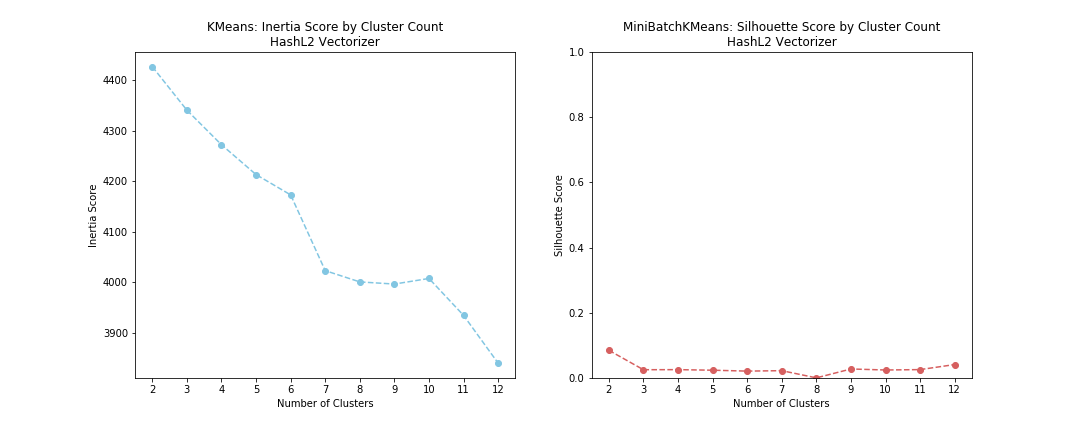 KMeans: Inertia Score by Cluster Count
HashL2 Vectorizer
4400
4300
4200
4100
4000
3900
Inertia Score
2 3 4 5 6 7 8 9 10 11 12
Number of Clusters
MiniBatchKMeans: Silhouette Score by Cluster Count
HashL2 Vectorizer
1.0
0.8
0.6
0.4
0.2
0.0
Silhouette Score
2 3 4 5 6 7 8 9 10 11 12
Number of Clusters